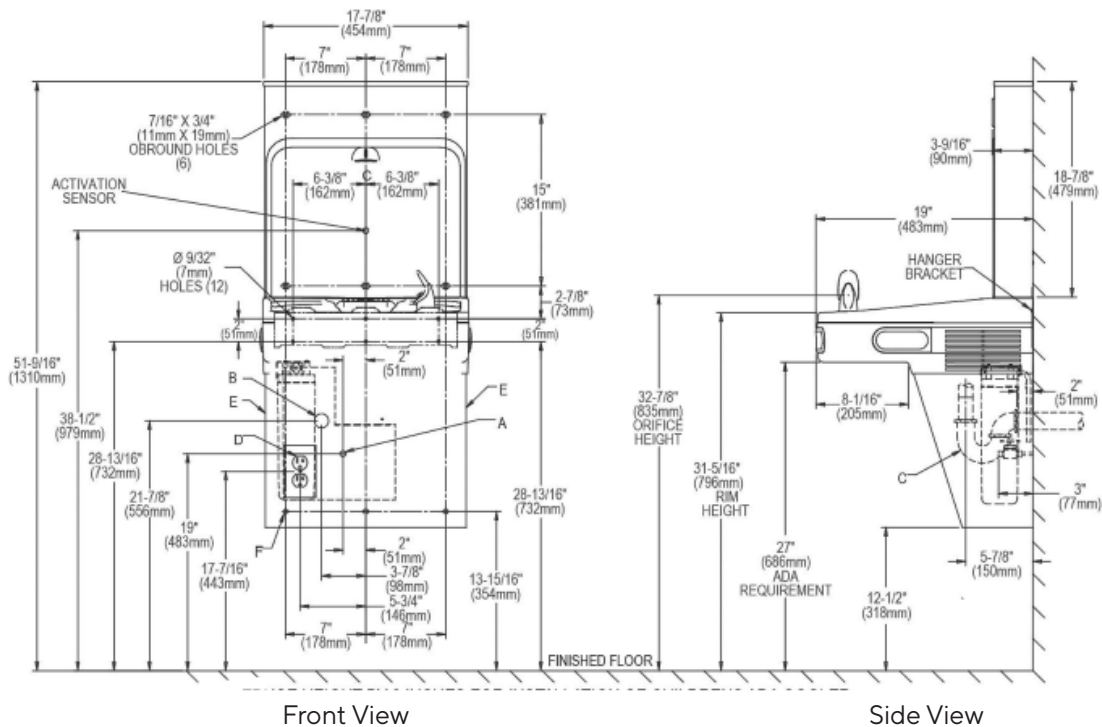 17-7/8"
(454mm)
7"
(178mm)
7"
(178mm)
7/16" X 3/4"
(11mm X 19mm)
OBROUND HOLES
(6)
C
6-3/8"
(162mm)
6-3/8"
(162mm)
ACTIVATION
SENSOR
15"
(381mm)
Ø 9/32"
(7mm)
HOLES (12)
2-7/8"
(73mm)
2"
(51mm)
2"
(51mm)
51-9/16"
(1310mm)
2"
(51mm)
B
E
E
A
38-1/2"
(979mm)
D
28-13/16"
(732mm)
21-7/8"
(556mm)
28-13/16"
(732mm)
19"
(483mm)
F
17-7/16"
(443mm)
2"
(51mm)
3-7/8"
(98mm)
13-15/16"
(354mm)
5-3/4"
(146mm)
7"
(178mm)
7"
(178mm)
FINISHED FLOOR
3-9/16"
(90mm)
18-7/8"
(479mm)
19"
(483mm)
HANGER
BRACKET
32-7/8"
(835mm)
ORIFICE
HEIGHT
8-1/16"
(205mm)
2"
(51mm)
31-5/16"
(796mm)
RIM
HEIGHT
C
3"
(77mm)
27"
(686mm)
ADA
REQUIREMENT
5-7/8"
(150mm)
12-1/2"
(318mm)
Front View
Side View